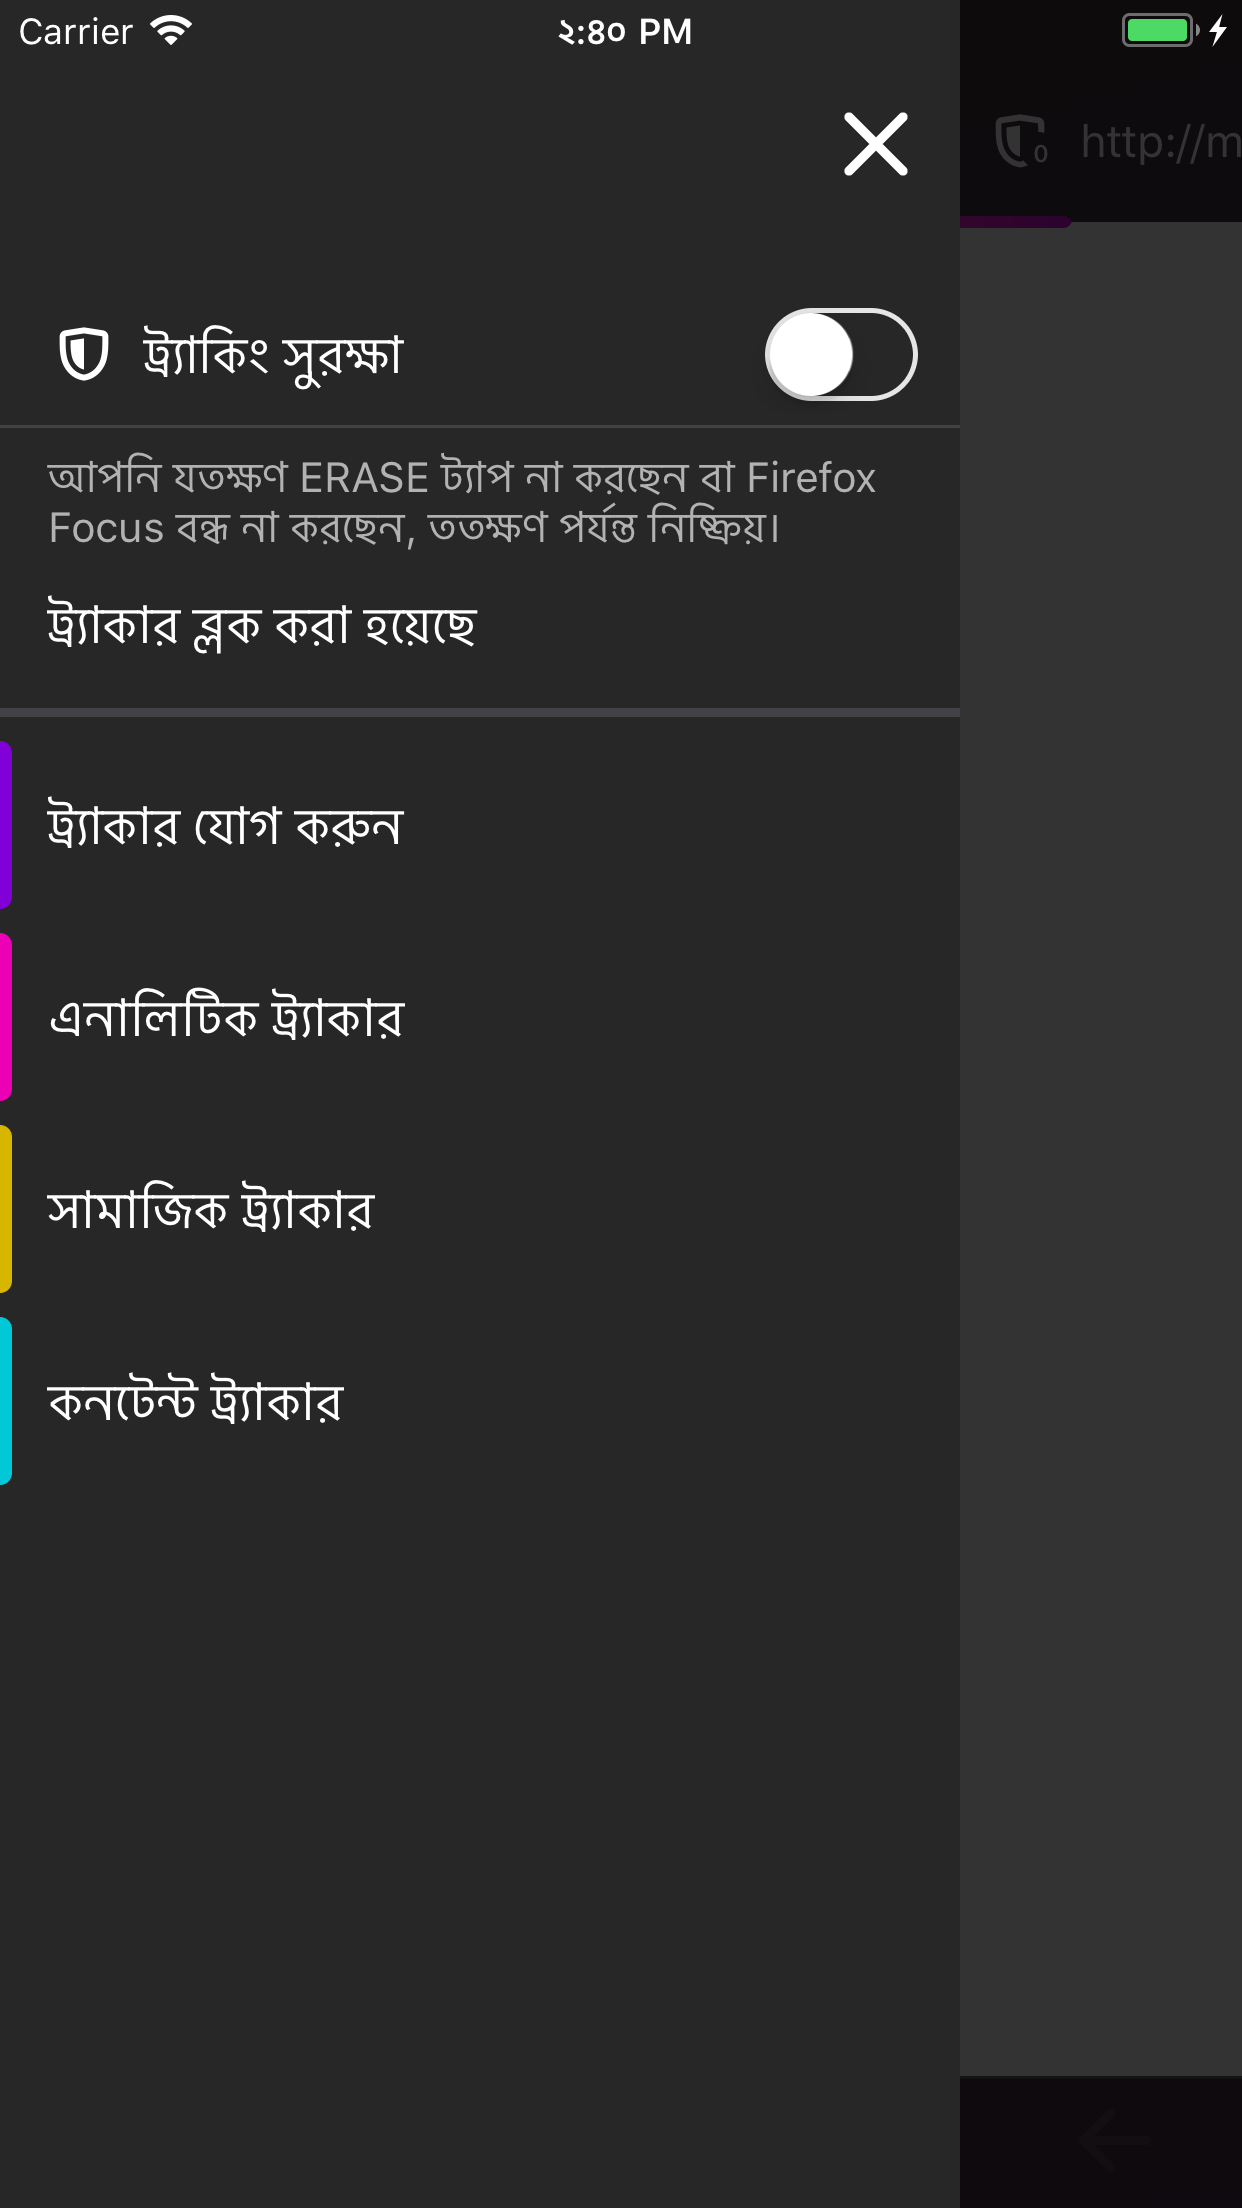 Carrier
২:৪০ PM
0
http://m
ট্র্যাকিং সুরক্ষা
আপনি যতক্ষণ ERASE ট্যাপ না করছেন বা Firefox
Focus বন্ধ না করছেন, ততক্ষণ পর্যন্ত নিষ্ক্রিয়।
ট্র্যাকার ব্লক করা হয়েছে
ট্র্যাকার যোগ করুন
এনালিটিক ট্র্যাকার
সামাজিক ট্র্যাকার
কনটেন্ট ট্র্যাকার